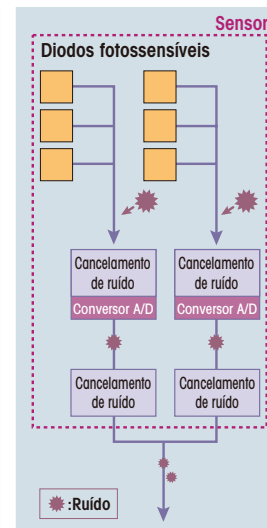 Sensor
Diodos fotossensíveis
Cancelamento
de ruído
Conversor A/D
Cancelamento
de ruído
Conversor A/D
Cancelamento
de ruído
Cancelamento
de ruído
:Ruído